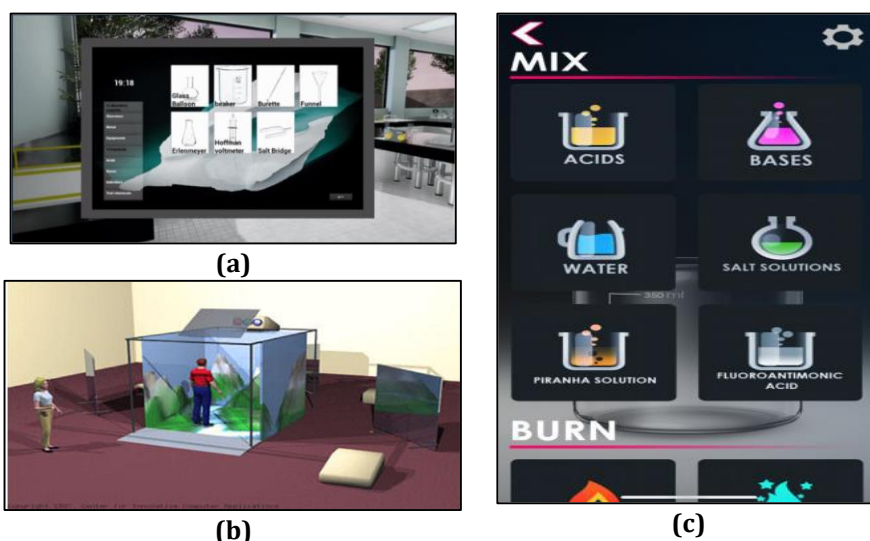 19:18
Glass
Balloon
beaker
Burette
Funnel
Erlenmeyer
Hoffman
voltmeter
Salt Bridge
(a)
(b)
MIX
ACIDS
BASES
WATER
SALT SOLUTIONS
350 ml
PIRANHA SOLUTION
FLUOROANTIMONIC
ACID
BURN
(c)